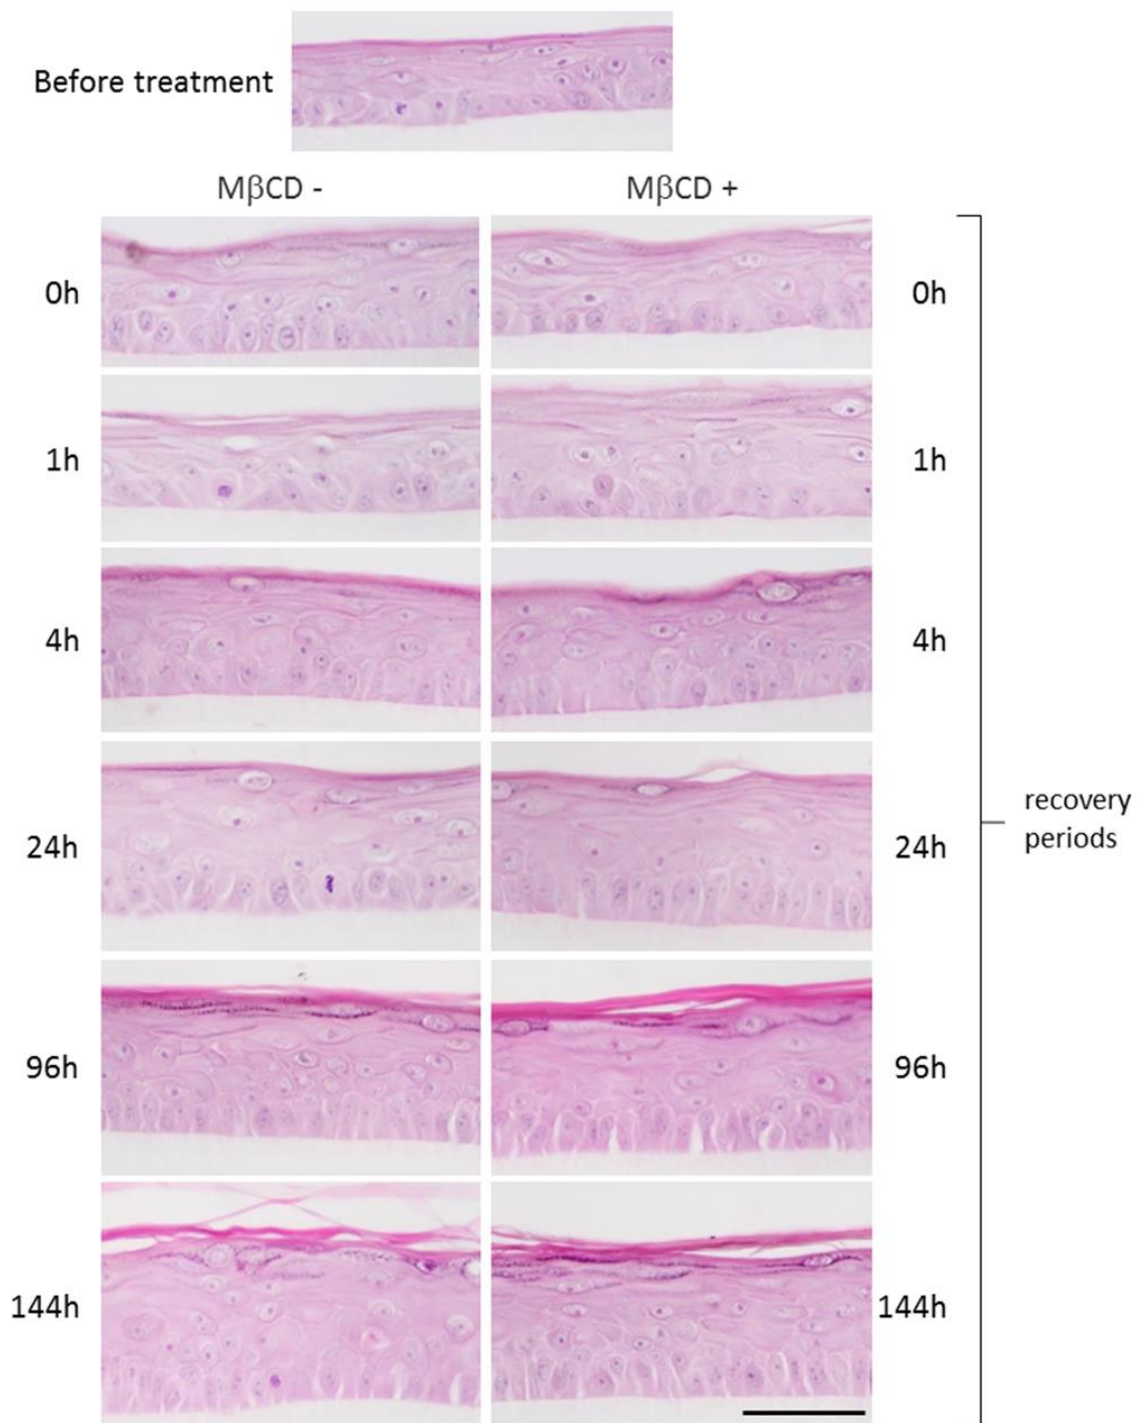 Before treatment
MβCD -
MβCD +
0h
0h
1h
1h
4h
4h
24h
24h
recovery
periods
96h
96h
144h
144h